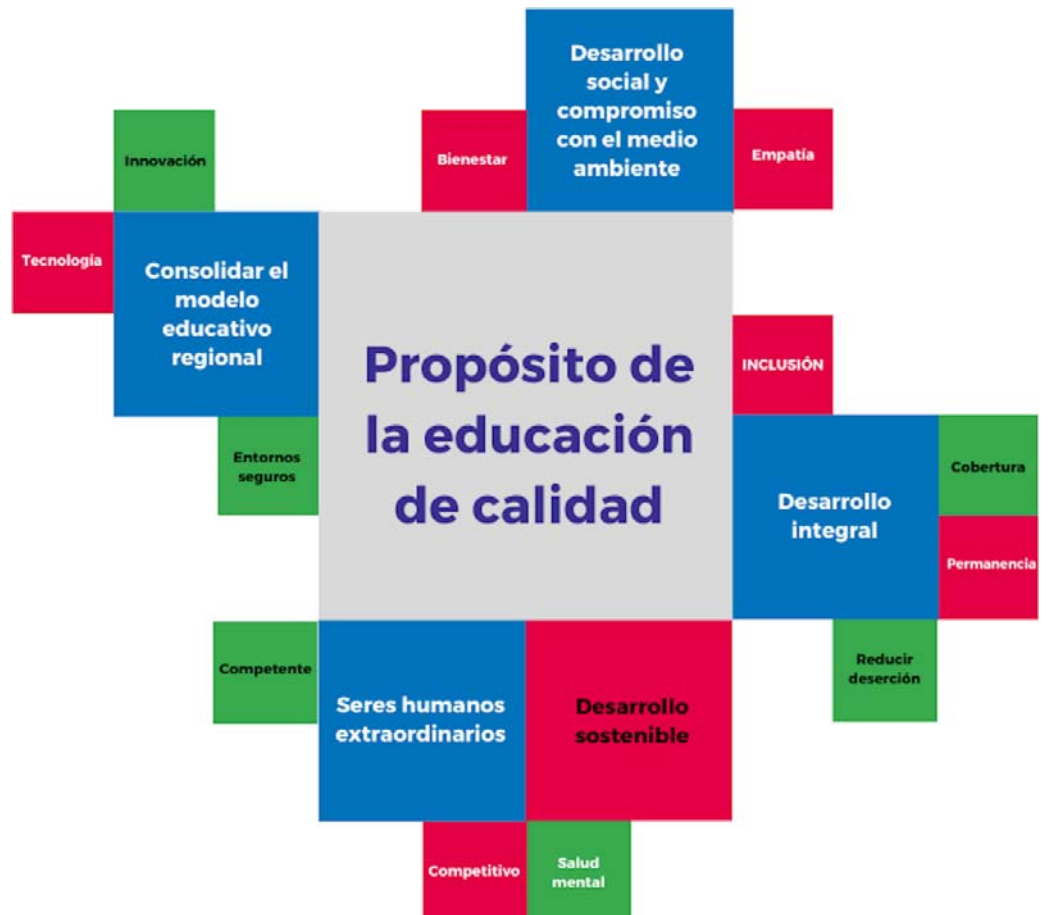 Desarrollo
social y
compromiso
con el medio
ambiente
Bienestar
Empatía
Innovación
Tecnología
Consolidar el
modelo
educativo
regional
Entornos
seguros
Propósito de
la educación
de calidad
INCLUSIÓN
Desarrollo
integral
Cobertura
Permanencia
Reducir
deserción
Competente
Seres humanos
extraordinarios
Desarrollo
sostenible
Competitivo
Salud
mental